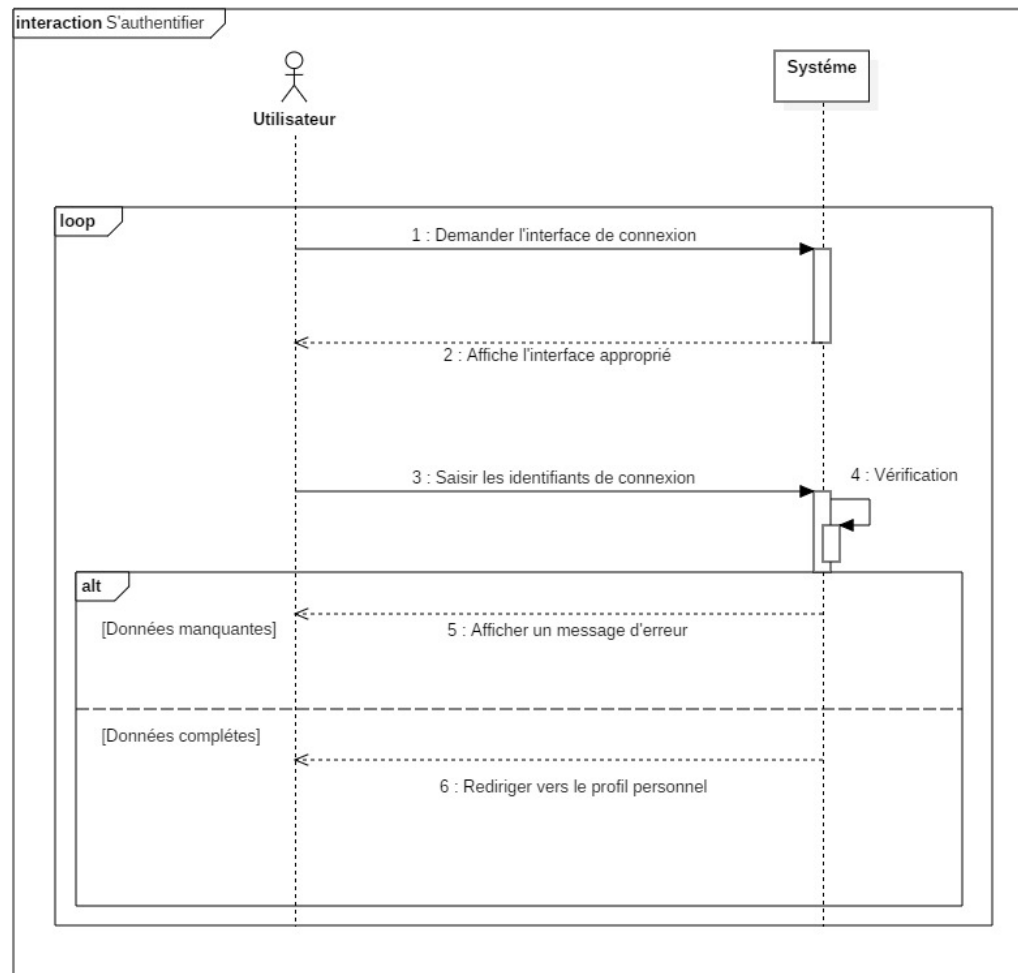 interaction S'authentifier
Utilisateur
Systéme
loop
1 : Demander l'interface de connexion
2 : Affiche l'interface approprié
3 : Saisir les identifiants de connexion
4 : Vérification
alt
[Données manquantes]
5 : Afficher un message d'erreur
[Données complétes]
6 : Rediriger vers le profil personnel